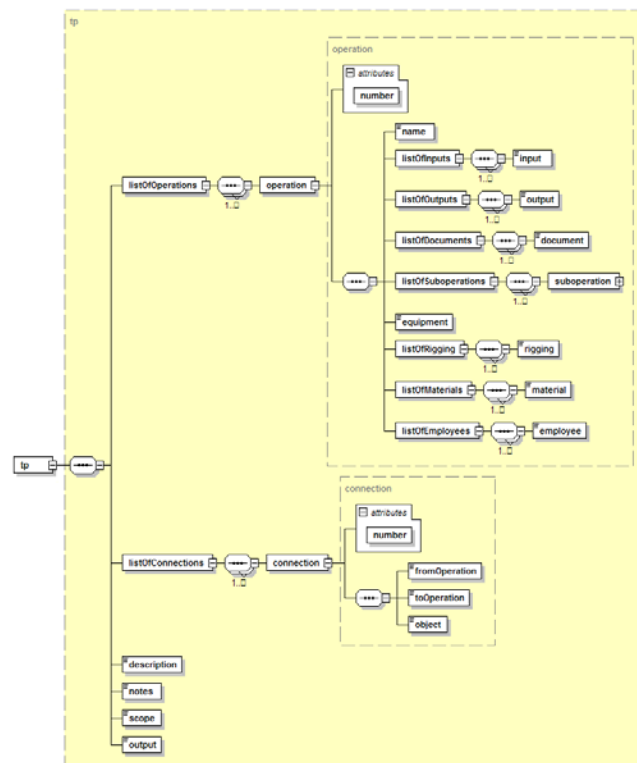 tp
operation
attributes
number
name
listOfInputs
input
1..□
listOfOperations
operation
1..□
listOfOutputs
output
1..□
listOfDocuments
document
1..□
listOfSuboperations
suboperation
1..□
equipment
listOfRigging
rigging
1..□
listOfMaterials
material
1..□
listOfEmployees
employee
1..□
tp
connection
attributes
number
listOfConnections
connection
1..□
fromOperation
toOperation
object
description
notes
scope
output